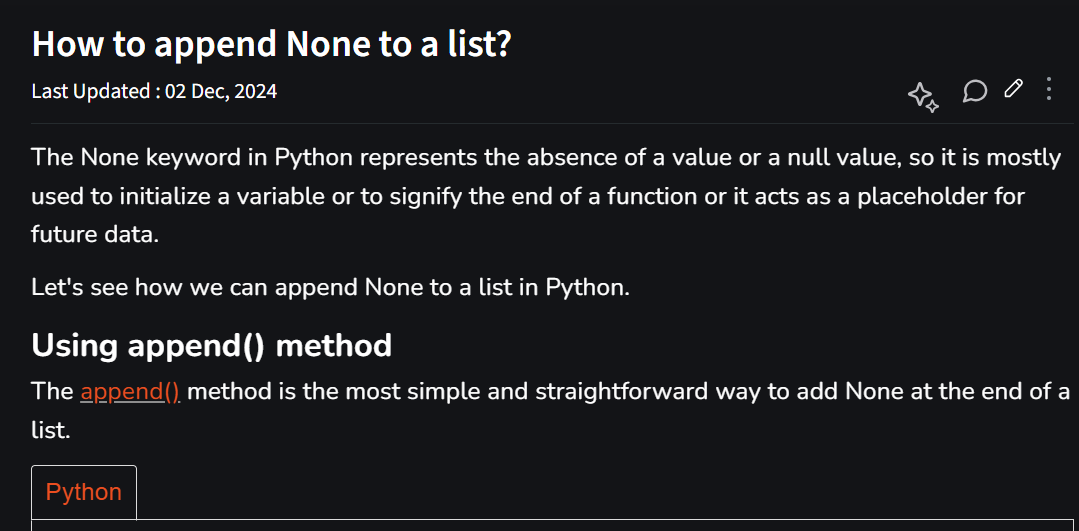 How to append None to a list?
Last Updated : 02 Dec, 2024
The None keyword in Python represents the absence of a value or a null value, so it is mostly
used to initialize a variable or to signify the end of a function or it acts as a placeholder for
future data.
Let's see how we can append None to a list in Python.
Using append() method
The append() method is the most simple and straightforward way to add None at the end of a
list.
Python